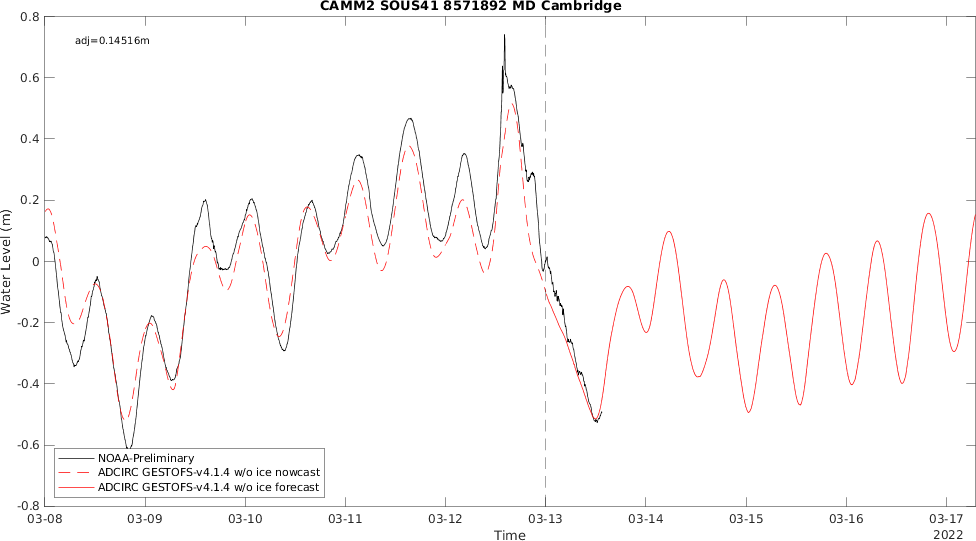 CAMM2 SOUS41 8571892 MD Cambridge
adj=0.14516m
Water Level (m)
0.8
0.6
0.4
0.2
0
-0.2
-0.4
-0.6
-0.8
NOAA-Preliminary
ADCIRC GESTOFS-v4.1.4 w/o ice nowcast
ADCIRC GESTOFS-v4.1.4 w/o ice forecast
03-08 03-09 03-10 03-11 03-12 03-13 03-14 03-15 03-16 03-17
Time
2022